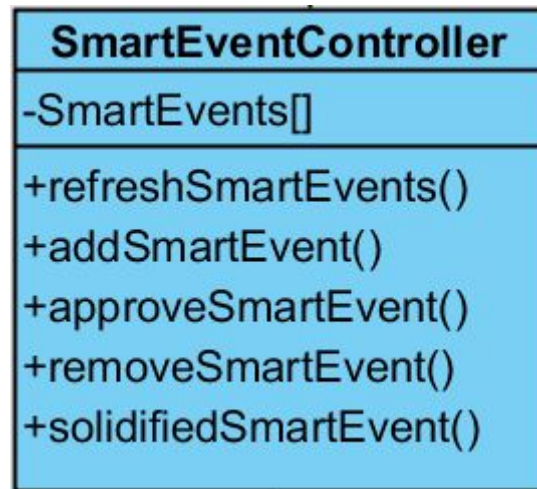 SmartEventController
-SmartEvents[]
+refreshSmartEvents()
+addSmartEvent()
+approveSmartEvent()
+removeSmartEvent()
+solidifiedSmartEvent()